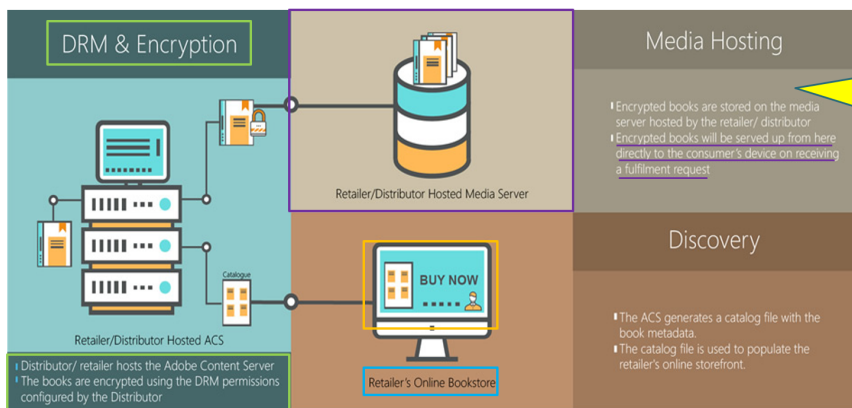 DRM & Encryption
Media Hosting
Encrypted books are stored on the media
server hosted by the retailer/ distributor
Encrypted books will be served up from here
directly to the consumer's device on receiving
a fulfilment request
Retailer/Distributor Hosted Media Server
Catalogue
BUY NOW
Discovery
The ACS generates a catalog file with the
book metadata.
The catalog file is used to populate the
retailer's online storefront.
Retailer/Distributor Hosted ACS
Distributor/ retailer hosts the Adobe Content Server
The books are encrypted using the DRM permissions
configured by the Distributor
Retailer's Online Bookstore